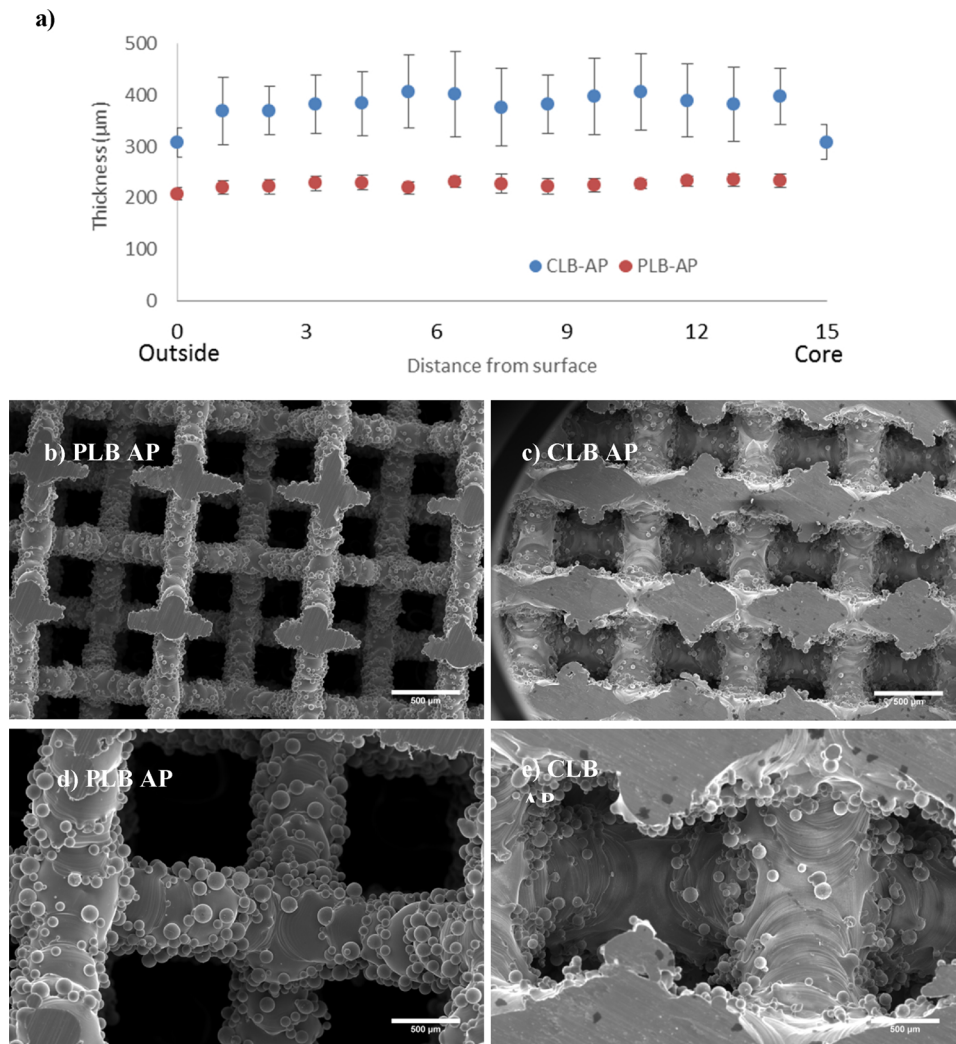 a)
500
400
300
200
100
0
Thickness (µm)
CLB-AP PLB-AP
0 3 6 9 12 15
Outside Core
Distance from surface
b) PLB AP
c) CLB AP
500 µm
500 µm
d) PLB AP
e) CLB
AP
500 µm
500 µm